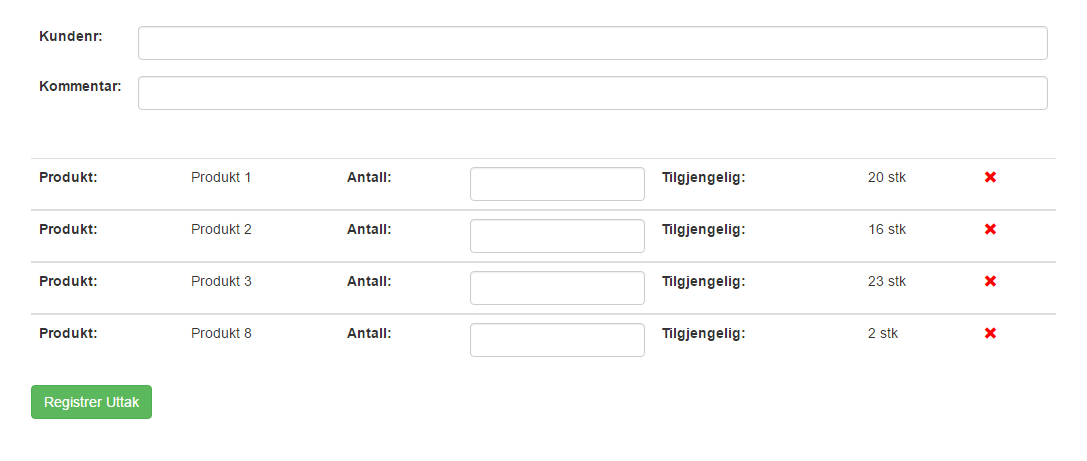 Kundenr:
Kommentar:
Produkt: Produkt 1 Antall: Tilgjengelig: 20 stk
Produkt: Produkt 2 Antall: Tilgjengelig: 16 stk
Produkt: Produkt 3 Antall: Tilgjengelig: 23 stk
Produkt: Produkt 8 Antall: Tilgjengelig: 2 stk
Registrer Uttak